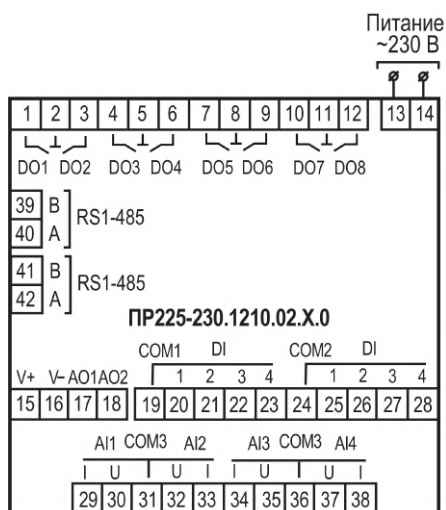 Питание
~230 В
1 2 3 4 5 6 7 8 9 10 11 12 13 14
DO1 DO2 DO3 DO4 DO5 DO6 DO7 DO8
39 B
RS1-485
40 A
41 B
RS1-485
42 A
ПР225-230.1210.02.X.0
COM1 DI COM2 DI
V+ V- AO1 AO2 1 2 3 4 1 2 3 4
15 16 17 18 19 20 21 22 23 24 25 26 27 28
AI1 COM3 AI2 AI3 COM3 AI4
I U U I I U U I
29 30 31 32 33 34 35 36 37 38